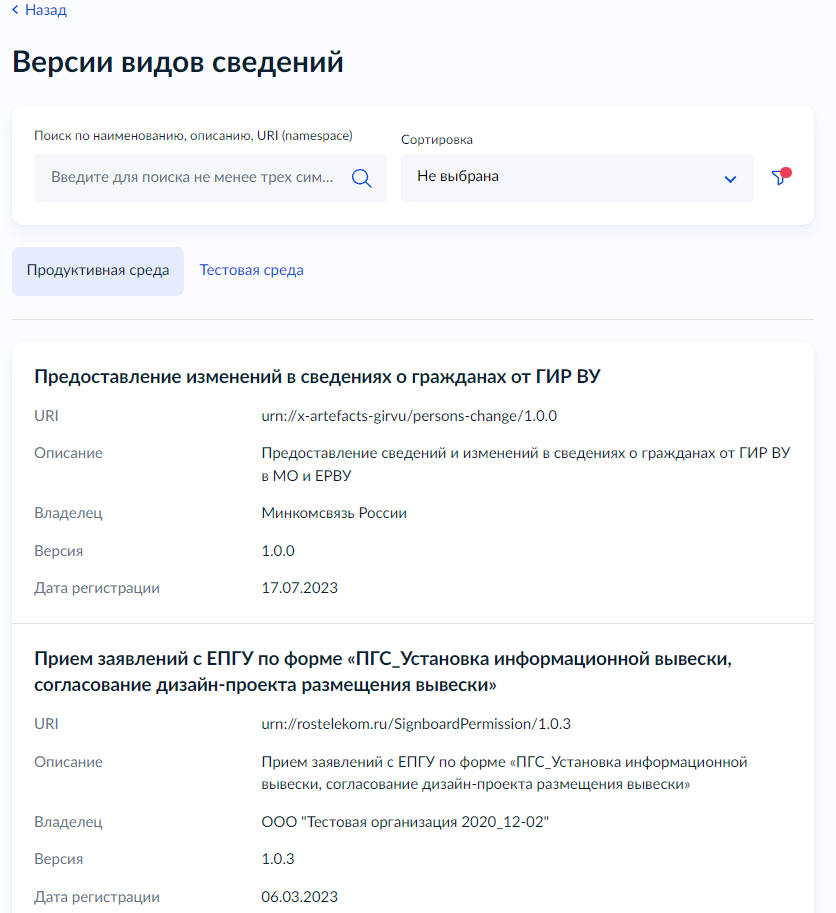 Назад
Версии видов сведений
Поиск по наименованию, описанию, URI (namespace)
Сортировка
Введите для поиска не менее трех сим...
Не выбрана
Продуктивная среда
Тестовая среда
Предоставление изменений в сведениях о гражданах от ГИР ВУ
URI
urn://x-artefacts-girvu/persons-change/1.0.0
Описание
Предоставление сведений и изменений в сведениях о гражданах от ГИР ВУ
в МО и ЕРВУ
Владелец
Минкомсвязь России
Версия
1.0.0
Дата регистрации
17.07.2023
Прием заявлений с ЕПГУ по форме «ПГС_Установка информационной вывески,
согласование дизайн-проекта размещения вывески»
URI
urn://rostelekom.ru/SignboardPermission/1.0.3
Описание
Прием заявлений с ЕПГУ по форме «ПГС_Установка информационной
вывески, согласование дизайн-проекта размещения вывески»
Владелец
ООО "Тестовая организация 2020_12-02"
Версия
1.0.3
Дата регистрации
06.03.2023